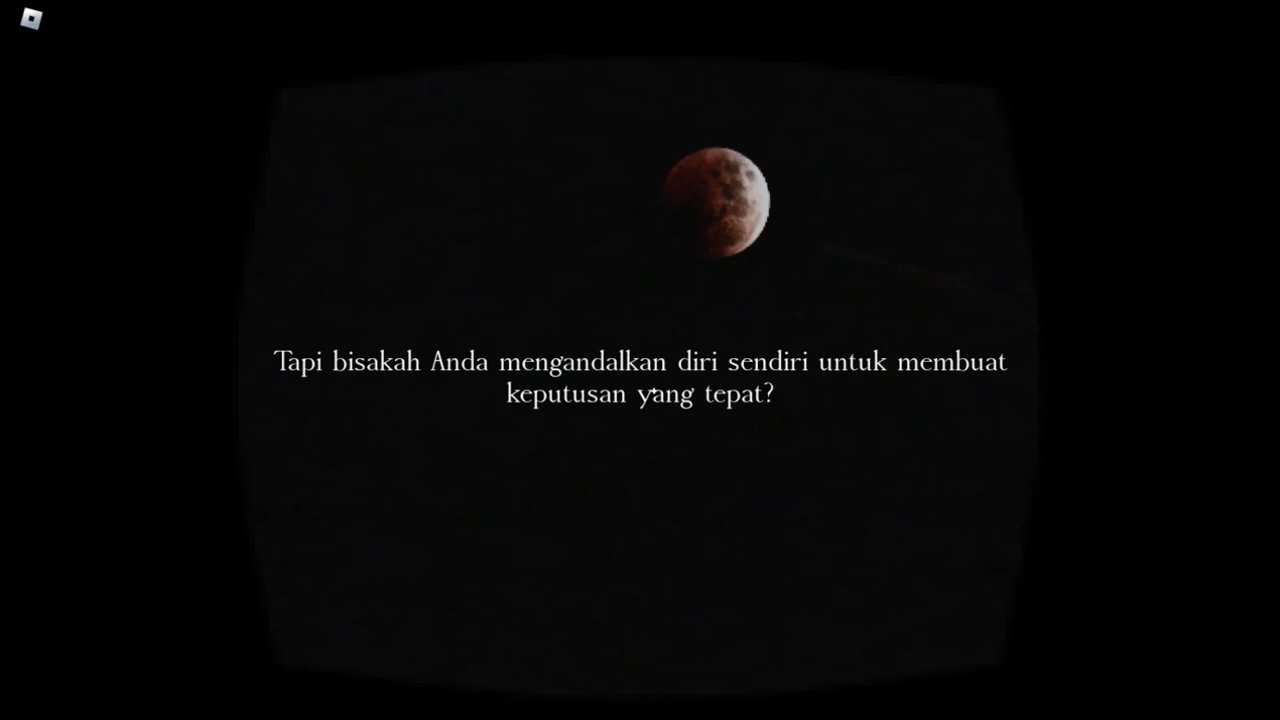 Tapi bisakah Anda mengandalkan diri sendiri untuk membuat
keputusan yang tepat?